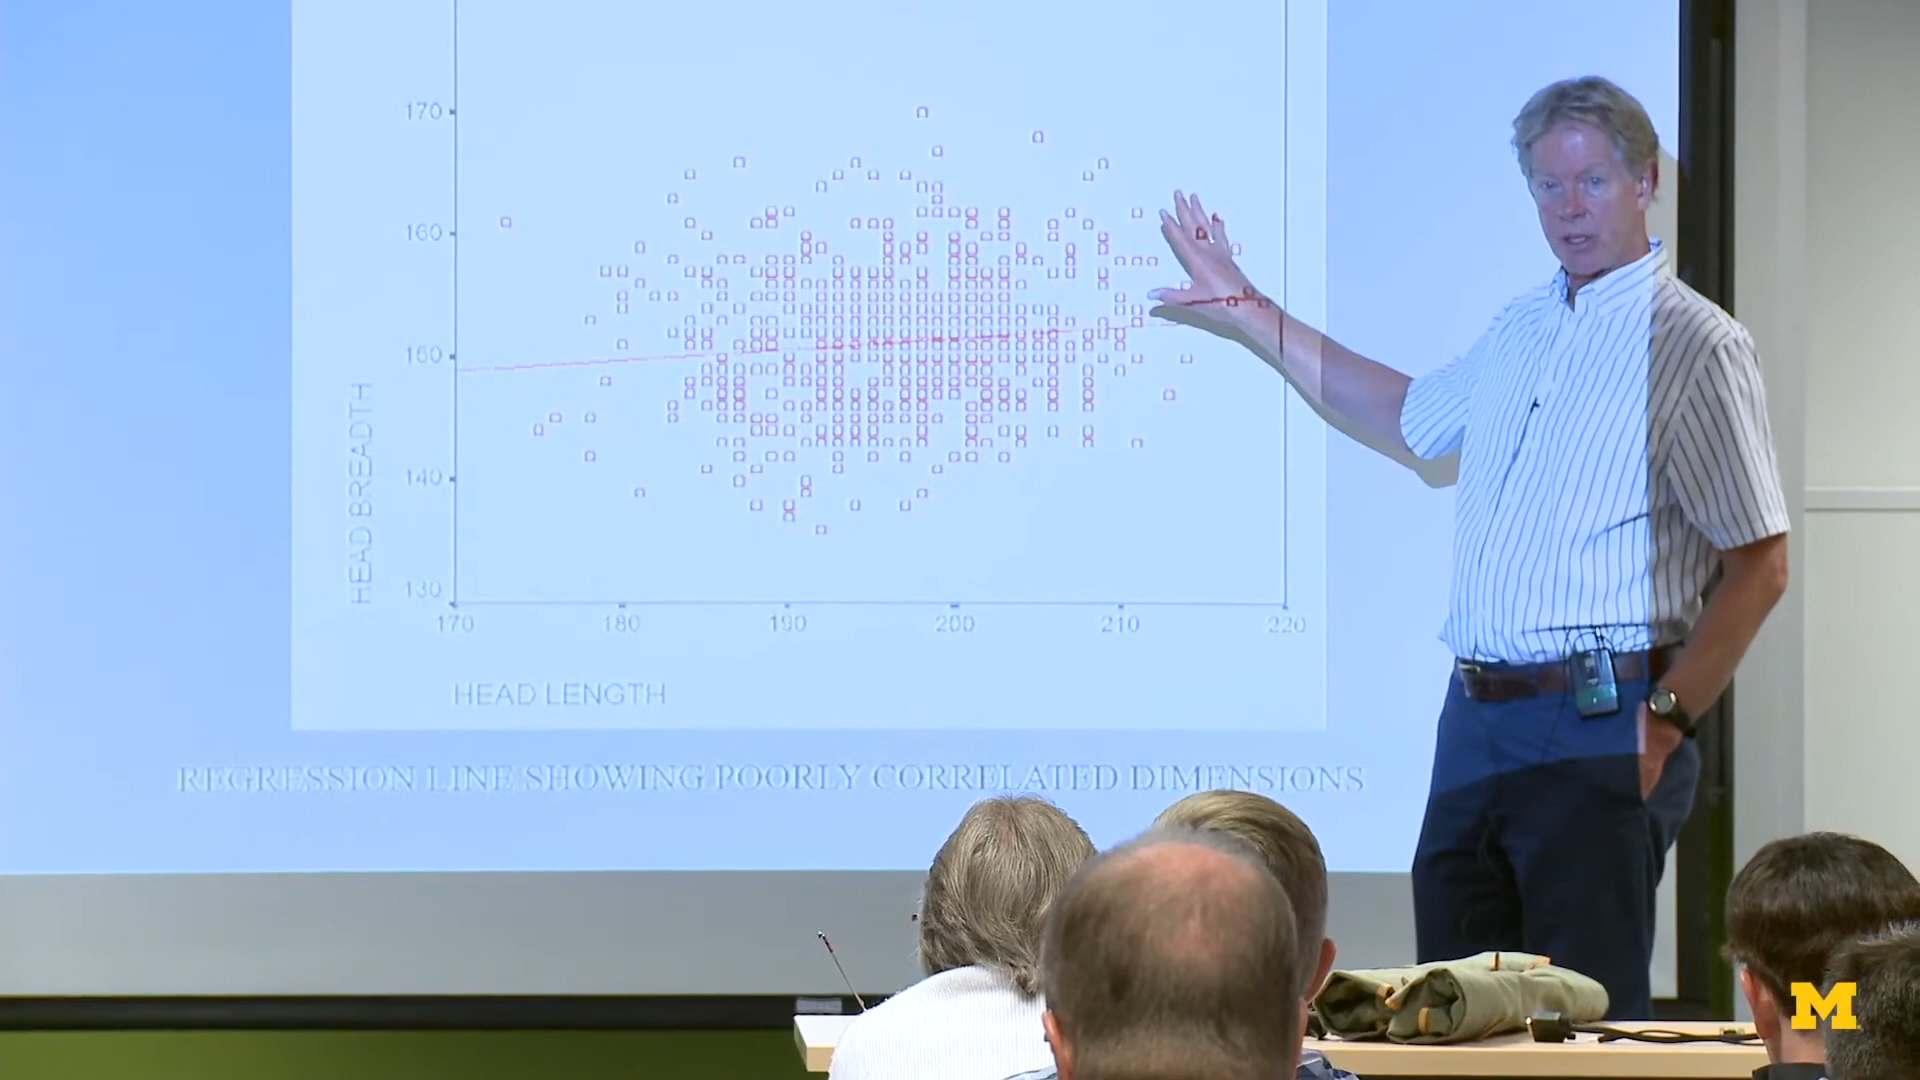 170
160
150
140
130
170 180 190 200 210 220
HEAD BREADTH
HEAD LENGTH
REGRESSION LINE SHOWING POORLY CORRELATED DIMENSIONS
M